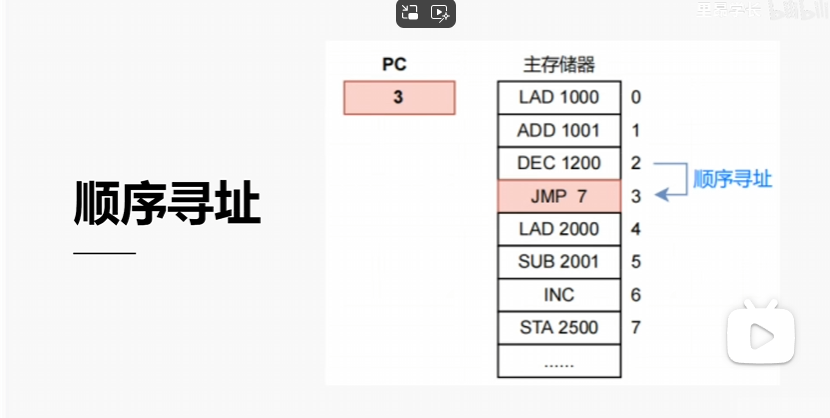 PC
3
主存储器
LAD 1000 0
ADD 1001 1
DEC 1200 2
顺序寻址
JMP 7 3
LAD 2000 4
SUB 2001 5
INC 6
STA 2500 7
......
顺序寻址
bilibili